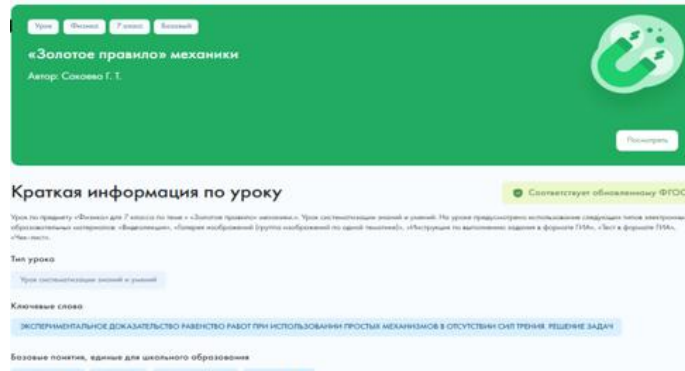 Урок Физика 7 класс Базовый
«Золотое правило» механики
Автор: Сокаева Г. Т.
Посмотреть
Краткая информация по уроку
Соответствует обновленному ФГОС
Урок по предмету «Физика» для 7 класса по теме « «Золотое правило» механики.». Урок систематизации знаний и умений. На уроке предусмотрено использование следующих типов электронных
образовательных материалов: «Видеолекция», «Галерея изображений (группа изображений по одной тематике)», «Инструкция по выполнению задания в формате ГИА», «Тест в формате ГИА»,
«Чек-лист».
Тип урока
Урок систематизации знаний и умений
Ключевые слова
ЭКСПЕРИМЕНТАЛЬНОЕ ДОКАЗАТЕЛЬСТВО РАВЕНСТВО РАБОТ ПРИ ИСПОЛЬЗОВАНИИ ПРОСТЫХ МЕХАНИЗМОВ В ОТСУТСТВИИ СИЛ ТРЕНИЯ. РЕШЕНИЕ ЗАДАЧ
Базовые понятия, единые для школьного образования